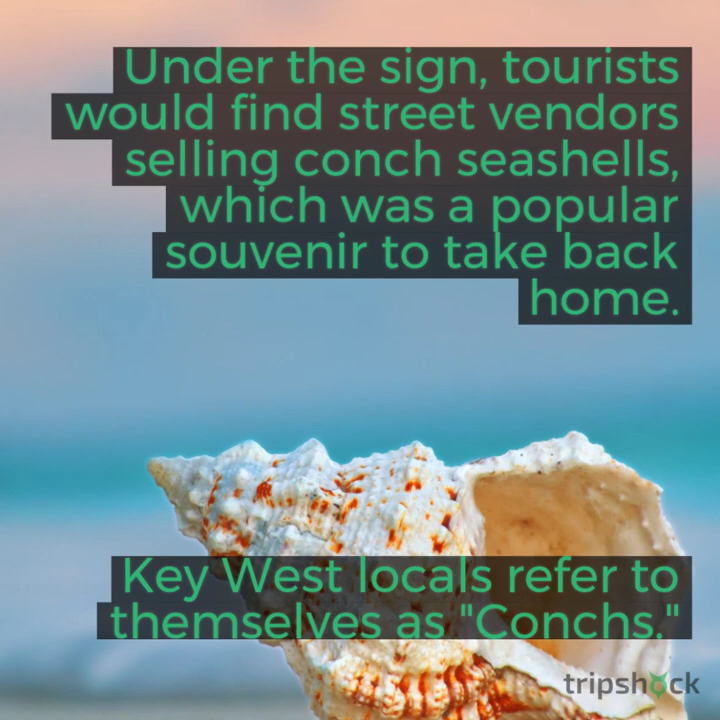 Under the sign, tourists
would find street vendors
selling conch seashells,
which was a popular
souvenir to take back
home.
Key West locals refer to
themselves as "Conchs."
tripshock